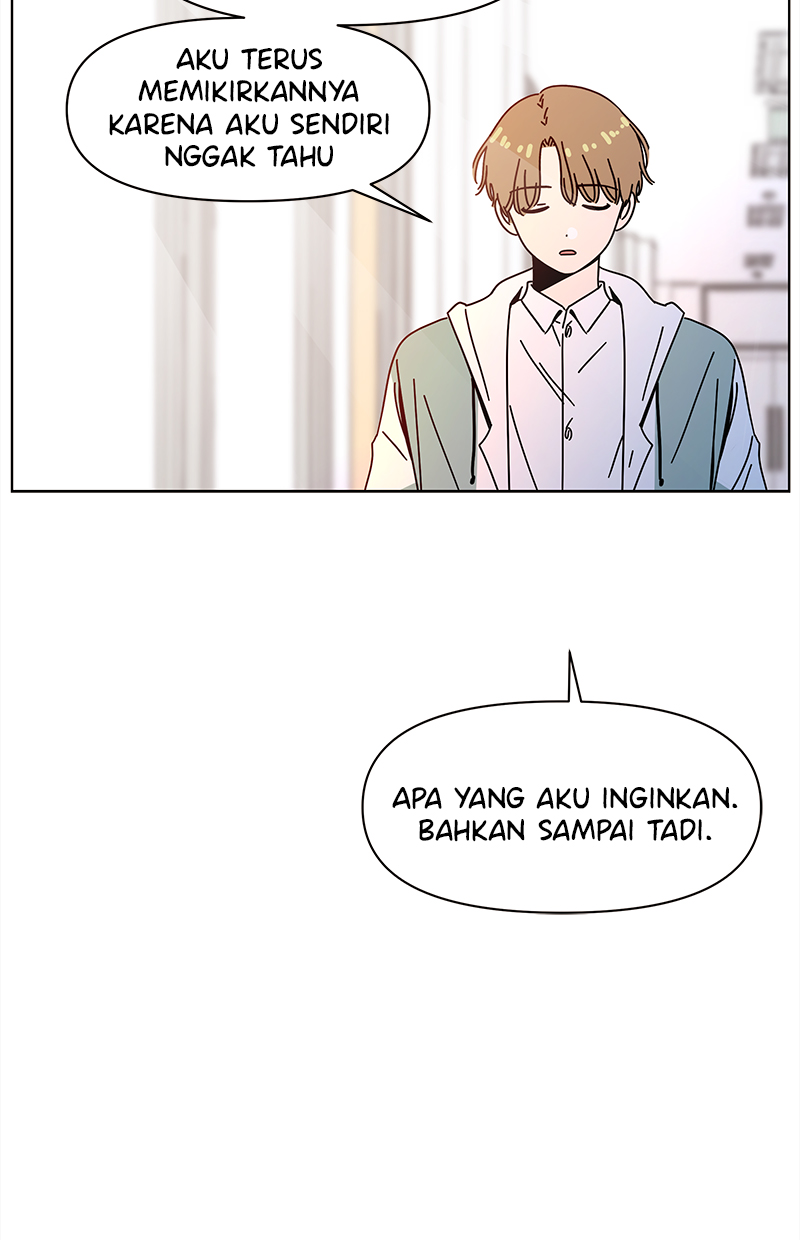 AKU TERUS
MEMIKIRKANNYA
KARENA AKU SENDIRI
NGGAK TAHU
APA YANG AKU INGINKAN.
BAHKAN SAMPAI TADI.